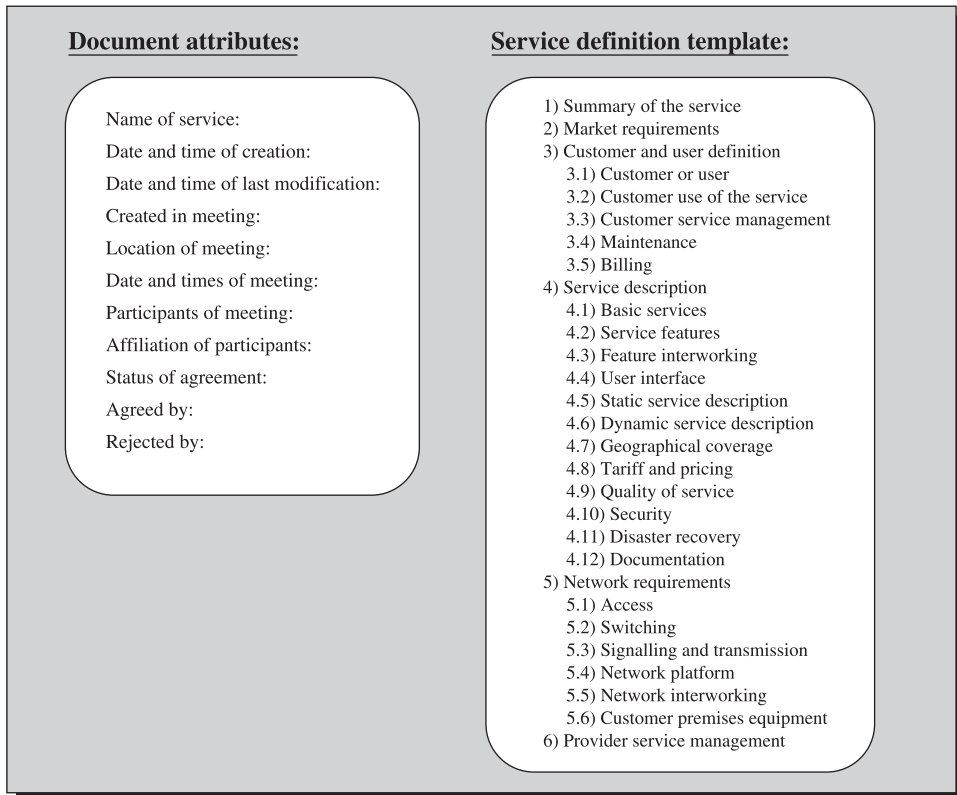 Document attributes:
Name of service:
Date and time of creation:
Date and time of last modification:
Created in meeting:
Location of meeting:
Date and times of meeting:
Participants of meeting:
Affiliation of participants:
Status of agreement:
Agreed by:
Rejected by:
Service definition template:
1) Summary of the service
2) Market requirements
3) Customer and user definition
3.1) Customer or user
3.2) Customer use of the service
3.3) Customer service management
3.4) Maintenance
3.5) Billing
4) Service description
4.1) Basic services
4.2) Service features
4.3) Feature interworking
4.4) User interface
4.5) Static service description
4.6) Dynamic service description
4.7) Geographical coverage
4.8) Tariff and pricing
4.9) Quality of service
4.10) Security
4.11) Disaster recovery
4.12) Documentation
5) Network requirements
5.1) Access
5.2) Switching
5.3) Signalling and transmission
5.4) Network platform
5.5) Network interworking
5.6) Customer premises equipment
6) Provider service management